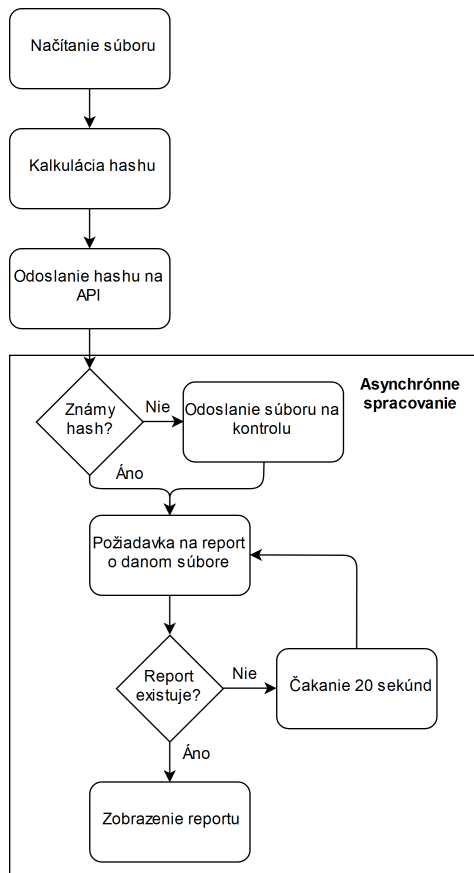 Načítanie súboru
Kalkulácia hashu
Odoslanie hashu na
API
Asynchrónne
spracovanie
Známy
hash?
Nie
Odoslanie súboru na
kontrolu
Áno
Požiadavka na report
o danom súbore
Report
existuje?
Nie
Čakanie 20 sekúnd
Áno
Zobrazenie reportu